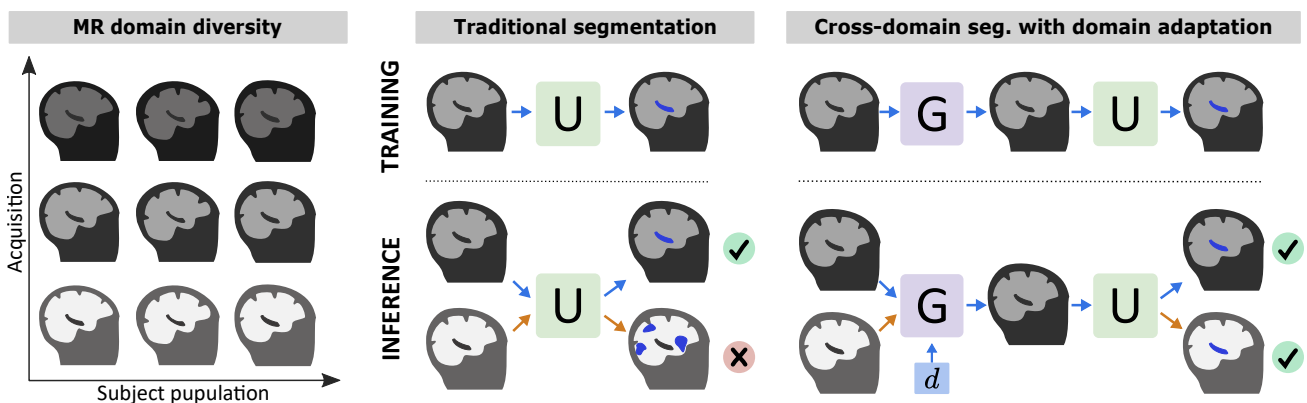 MR domain diversity
Acquisition
Subject pupulation
Traditional segmentation
TRAINING
U
INFERENCE
U
Cross-domain seg. with domain adaptation
G
U
G
U
d